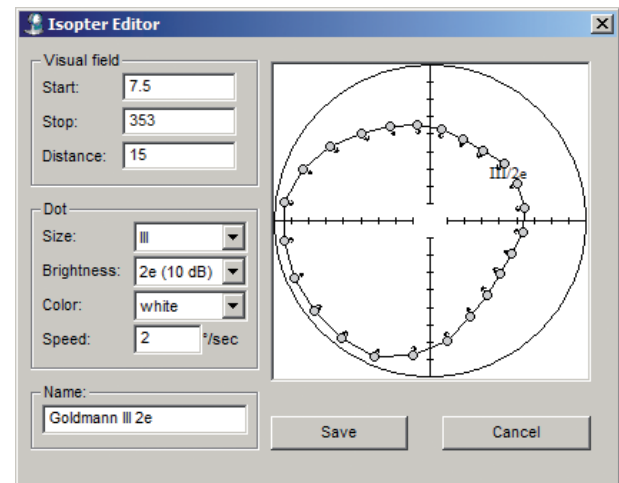 Isopter Editor
Visual field
Start: 7.5
Stop: 353
Distance: 15
Dot
Size: III
Brightness: 2e (10 dB)
Color: white
Speed: 2 °/sec
Name:
Goldmann III 2e
III/2e
Save Cancel